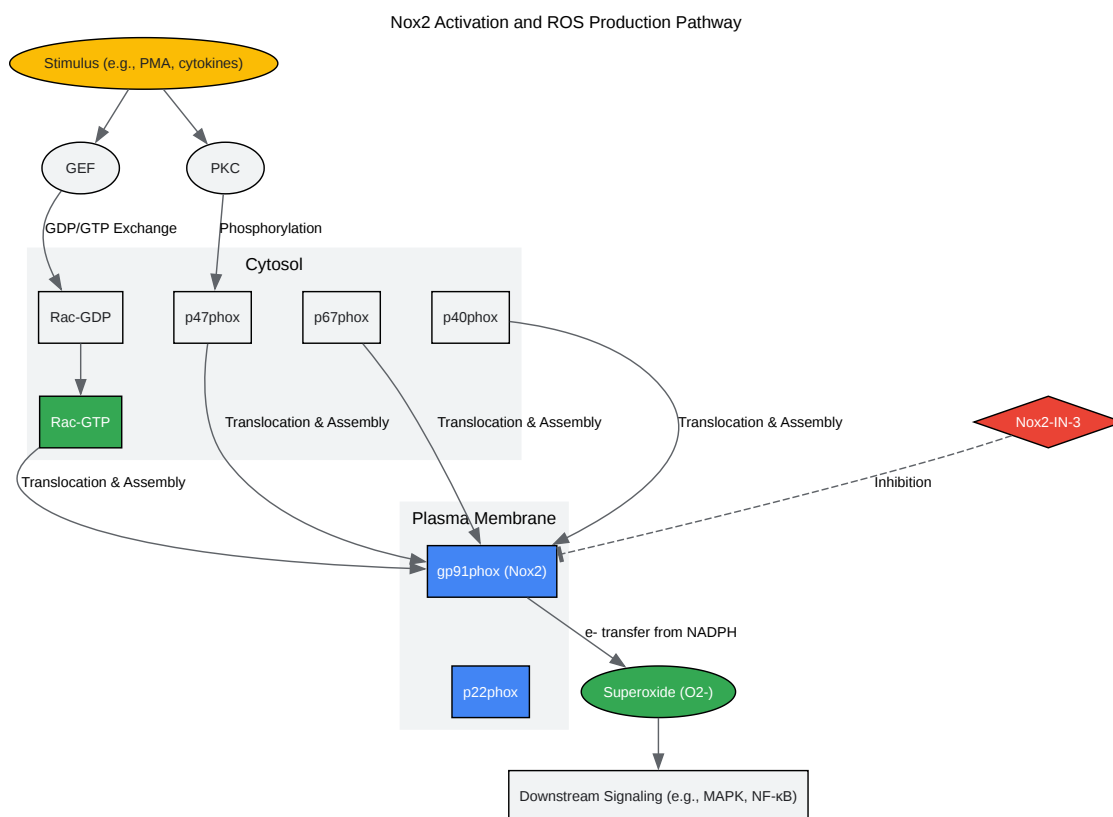 Nox2 Activation and ROS Production Pathway
Stimulus (e.g., PMA, cytokines)
GEF
PKC
GDP/GTP Exchange
Phosphorylation
Cytosol
Rac-GDP
p47phox
p67phox
p40phox
Rac-GTP
Translocation & Assembly
Translocation & Assembly
Translocation & Assembly
Nox2-IN-3
Translocation & Assembly
Inhibition
Plasma Membrane
gp91phox (Nox2)
e- transfer from NADPH
p22phox
Superoxide (O2-)
Downstream Signaling (e.g., MAPK, NF-κB)